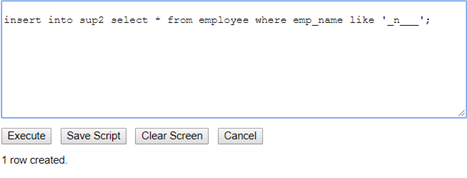 insert into sup2 select * from employee where emp_name like '_n___';
Execute Save Script Clear Screen Cancel
1 row created.